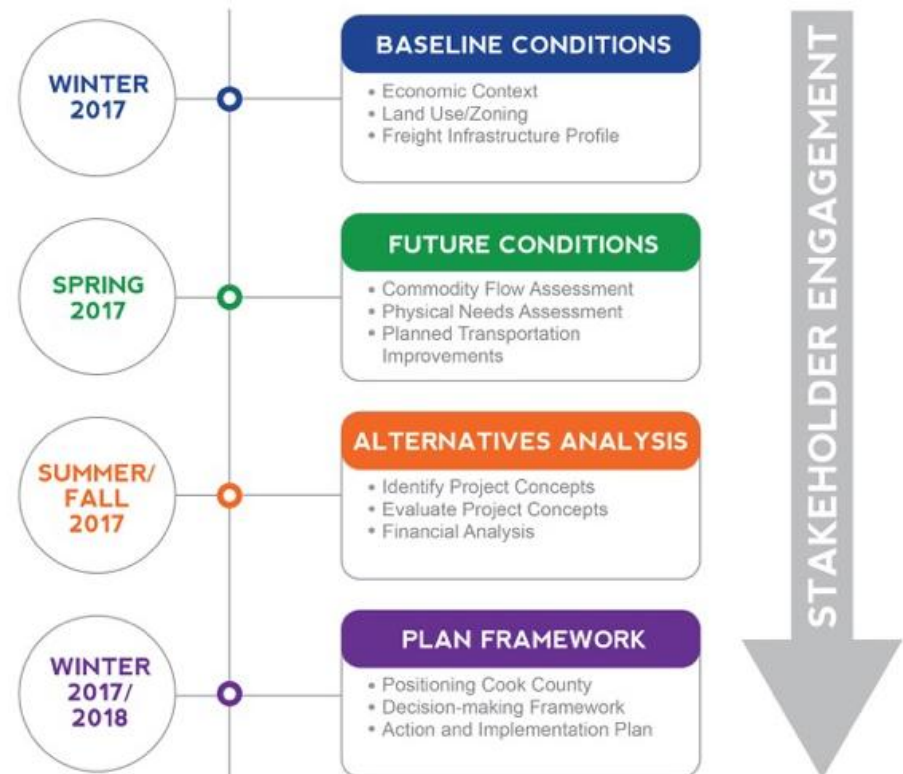 WINTER
2017
BASELINE CONDITIONS
• Economic Context
• Land Use/Zoning
• Freight Infrastructure Profile
SPRING
2017
FUTURE CONDITIONS
• Commodity Flow Assessment
• Physical Needs Assessment
• Planned Transportation
Improvements
SUMMER/
FALL
2017
ALTERNATIVES ANALYSIS
• Identify Project Concepts
• Evaluate Project Concepts
• Financial Analysis
WINTER
2017/
2018
PLAN FRAMEWORK
• Positioning Cook County
• Decision-making Framework
• Action and Implementation Plan
STAKEHOLDER ENGAGEMENT